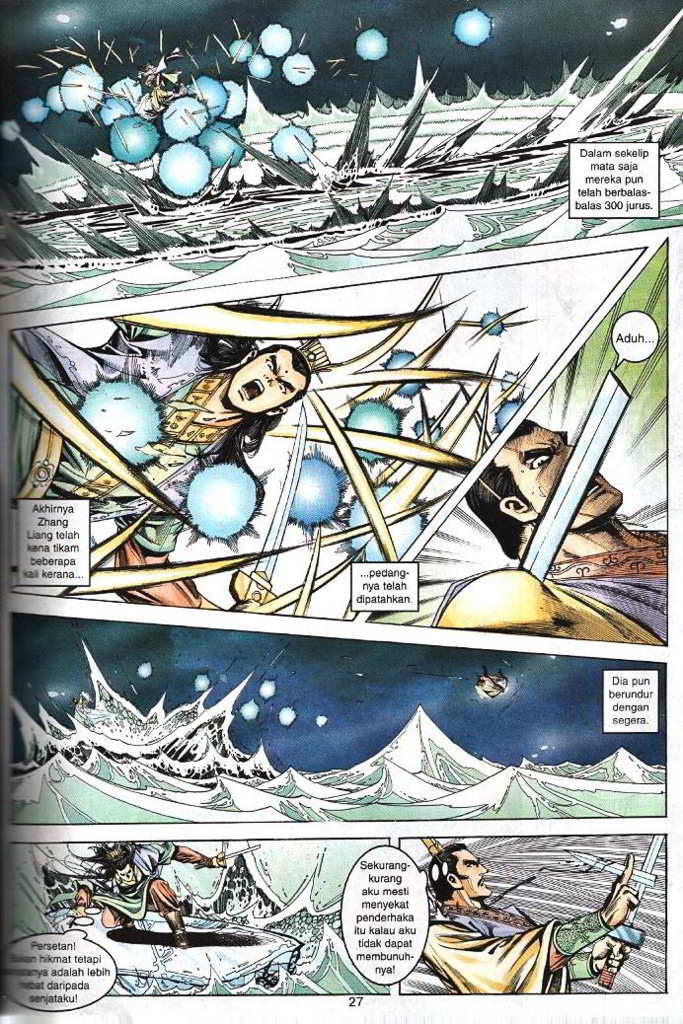 Dalam sekelip
mata saja
mereka pun
telah berbalas-
balas 300 jurus.
Aduh...
Akhirnya
Zhang
Liang telah
kena tikam
beberapa
kali kerana...
...pedang-
nya telah
dipatahkan.
Dia pun
berundur
dengan
segera.
Persetan!
hikmat tetapi
adalah lebih
daripada
senjataku!
Sekurang-
kurang
aku mesti
menyekat
penderhaka
itu kalau aku
tidak dapat
membunuh-
nya!
27